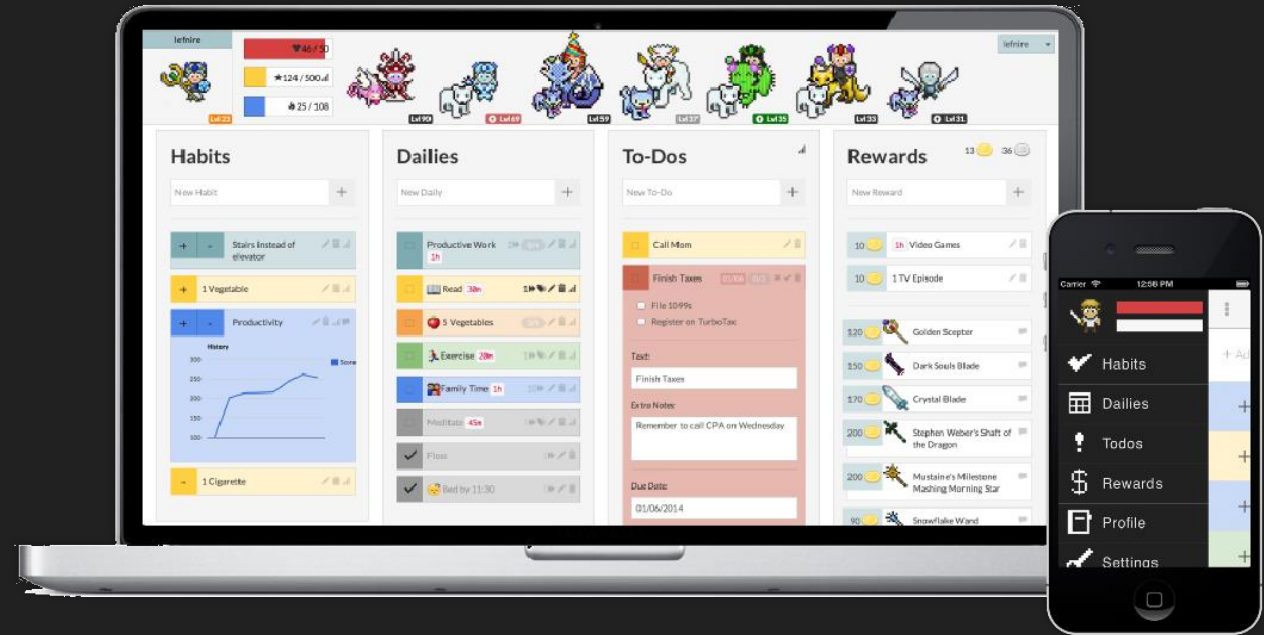 lefnire
46 / 50
124 / 500
25 / 108
Lvl 23
Lvl 90
Lvl 69
Lvl 59
Lvl 37
Lvl 35
Lvl 33
Lvl 31
lefnire
Habits
New Habit
+
+ -
Stairs instead of
elevator
+
1 Vegetable
+ -
Productivity
History
300
250
200
150
100
Score
-
1 Cigarette
Dailies
New Daily
+
Productive Work
1h
Read 30m
5 Vegetables
Exercise 20m
Family Time 1h
Meditate 45m
Floss
Bed by 11:30
To-Dos
New To-Do
+
Call Mom
Finish Taxes
File 1099s
Register on TurboTax
Text:
Finish Taxes
Extra Notes:
Remember to call CPA on Wednesday
Due Date:
01/06/2014
Rewards
13 36
New Reward
+
10 1h Video Games
10 1 TV Episode
120 Golden Scepter
150 Dark Souls Blade
170 Crystal Blade
200 Stephen Weber's Shaft of
the Dragon
200 Mustaine's Milestone
Mashing Morning Star
90 Snowflake Wand
Carrier 12:56 PM
+ Ad
Habits
Dailies
+
Todos
+
Rewards
+
Profile
+
Settings